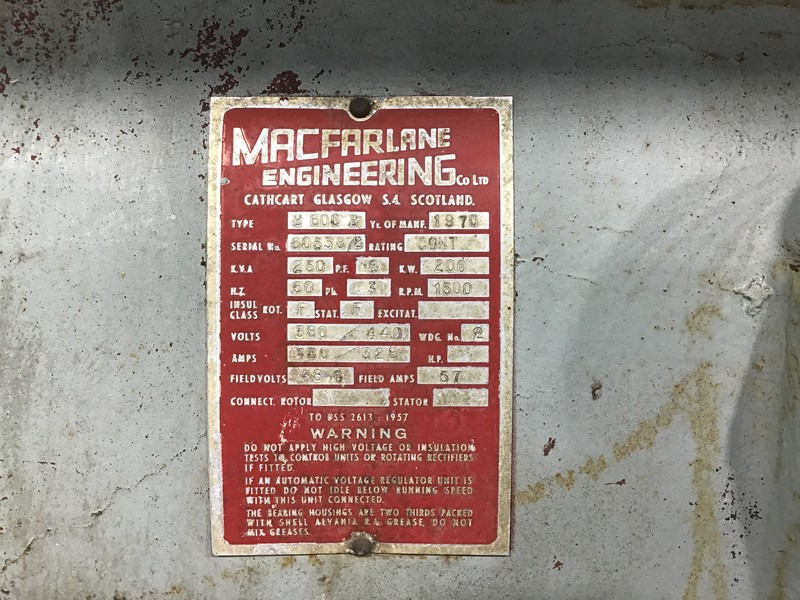 MACFARLANE
ENGINEERING Co LTD
CATHCART GLASGOW S.4. SCOTLAND.
TYPE YR. OF MANF. 1970
SERIAL No. RATING CONT
K.V.A 250 P.F. .8 K.W. 200
H.Z. 50 PH. 3 R.P.M. 1500
INSUL CLASS ROT. F STAT. F EXCITAT.
VOLTS 380 / 440 WDG. No. 2
AMPS 380 / 328 H.P.
FIELD VOLTS FIELD AMPS 57
CONNECT. ROTOR STATOR
TO BSS 2613 : 1957
WARNING
DO NOT APPLY HIGH VOLTAGE OR INSULATION
TESTS TO CONTROL UNITS OR ROTATING RECTIFIERS
IF FITTED.
IF AN AUTOMATIC VOLTAGE REGULATOR UNIT IS
FITTED DO NOT IDLE BELOW RUNNING SPEED
WITH THIS UNIT CONNECTED.
THE BEARING HOUSINGS ARE TWO THIRDS PACKED
WITH SHELL ALVANIA R.A. GREASE, DO NOT
MIX GREASES.